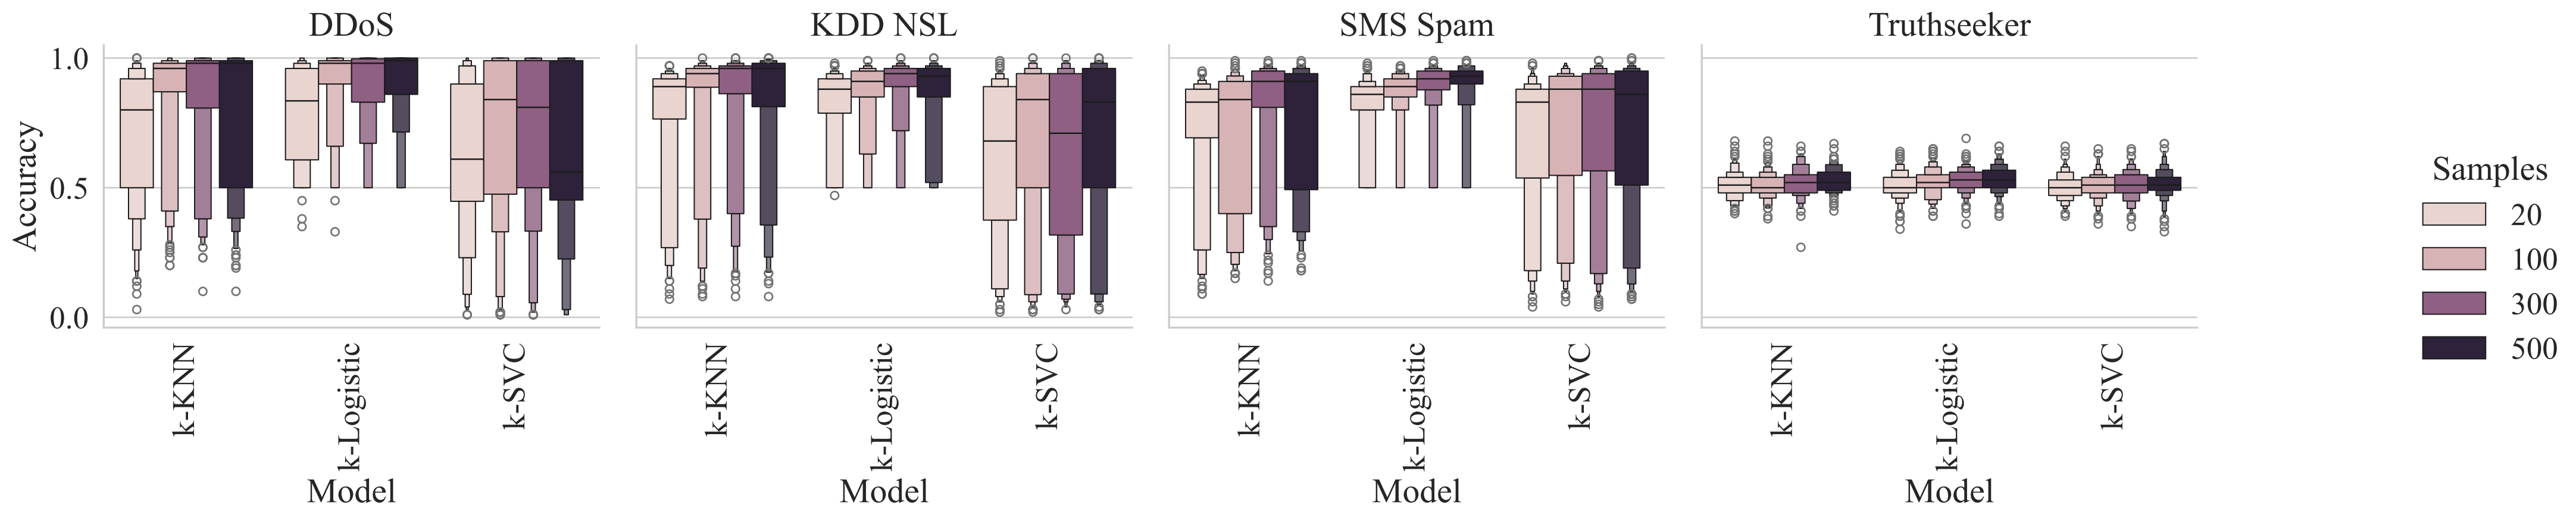 DDoS
KDD NSL
SMS Spam
Truthseeker
Accuracy
1.0
0.5
0.0
k-KNN
k-Logistic
k-SVC
k-KNN
k-Logistic
k-SVC
k-KNN
k-Logistic
k-SVC
k-KNN
k-Logistic
k-SVC
Model
Model
Model
Model
Samples
20
100
300
500